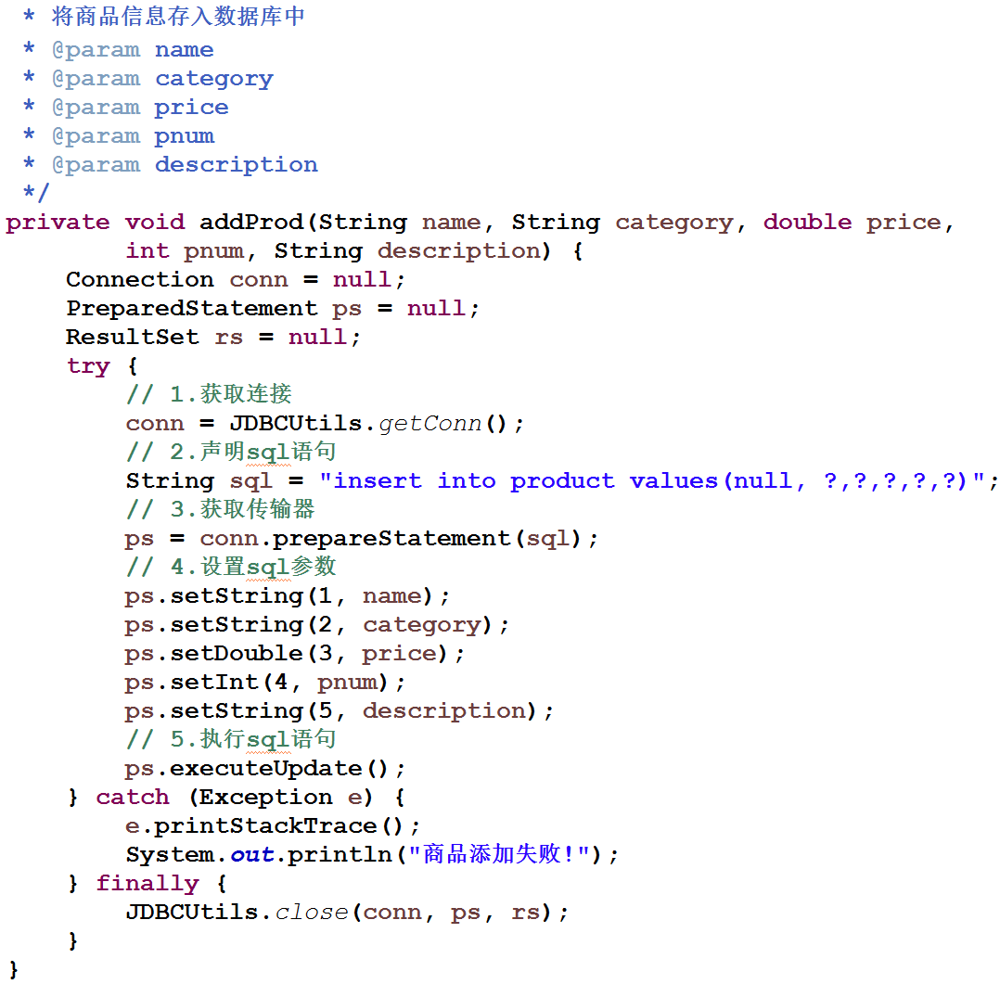 * 将商品信息存入数据库中
* @param name
* @param category
* @param price
* @param pnum
* @param description
*/
private void addProd(String name, String category, double price,
int pnum, String description) {
Connection conn = null;
PreparedStatement ps = null;
ResultSet rs = null;
try {
// 1.获取连接
conn = JDBCUtils.getConn();
// 2.声明sql语句
String sql = "insert into product values(null, ?,?,?,?,?)";
// 3.获取传输器
ps = conn.prepareStatement(sql);
// 4.设置sql参数
ps.setString(1, name);
ps.setString(2, category);
ps.setDouble(3, price);
ps.setInt(4, pnum);
ps.setString(5, description);
// 5.执行sql语句
ps.executeUpdate();
} catch (Exception e) {
e.printStackTrace();
System.out.println("商品添加失败!");
} finally {
JDBCUtils.close(conn, ps, rs);
}
}